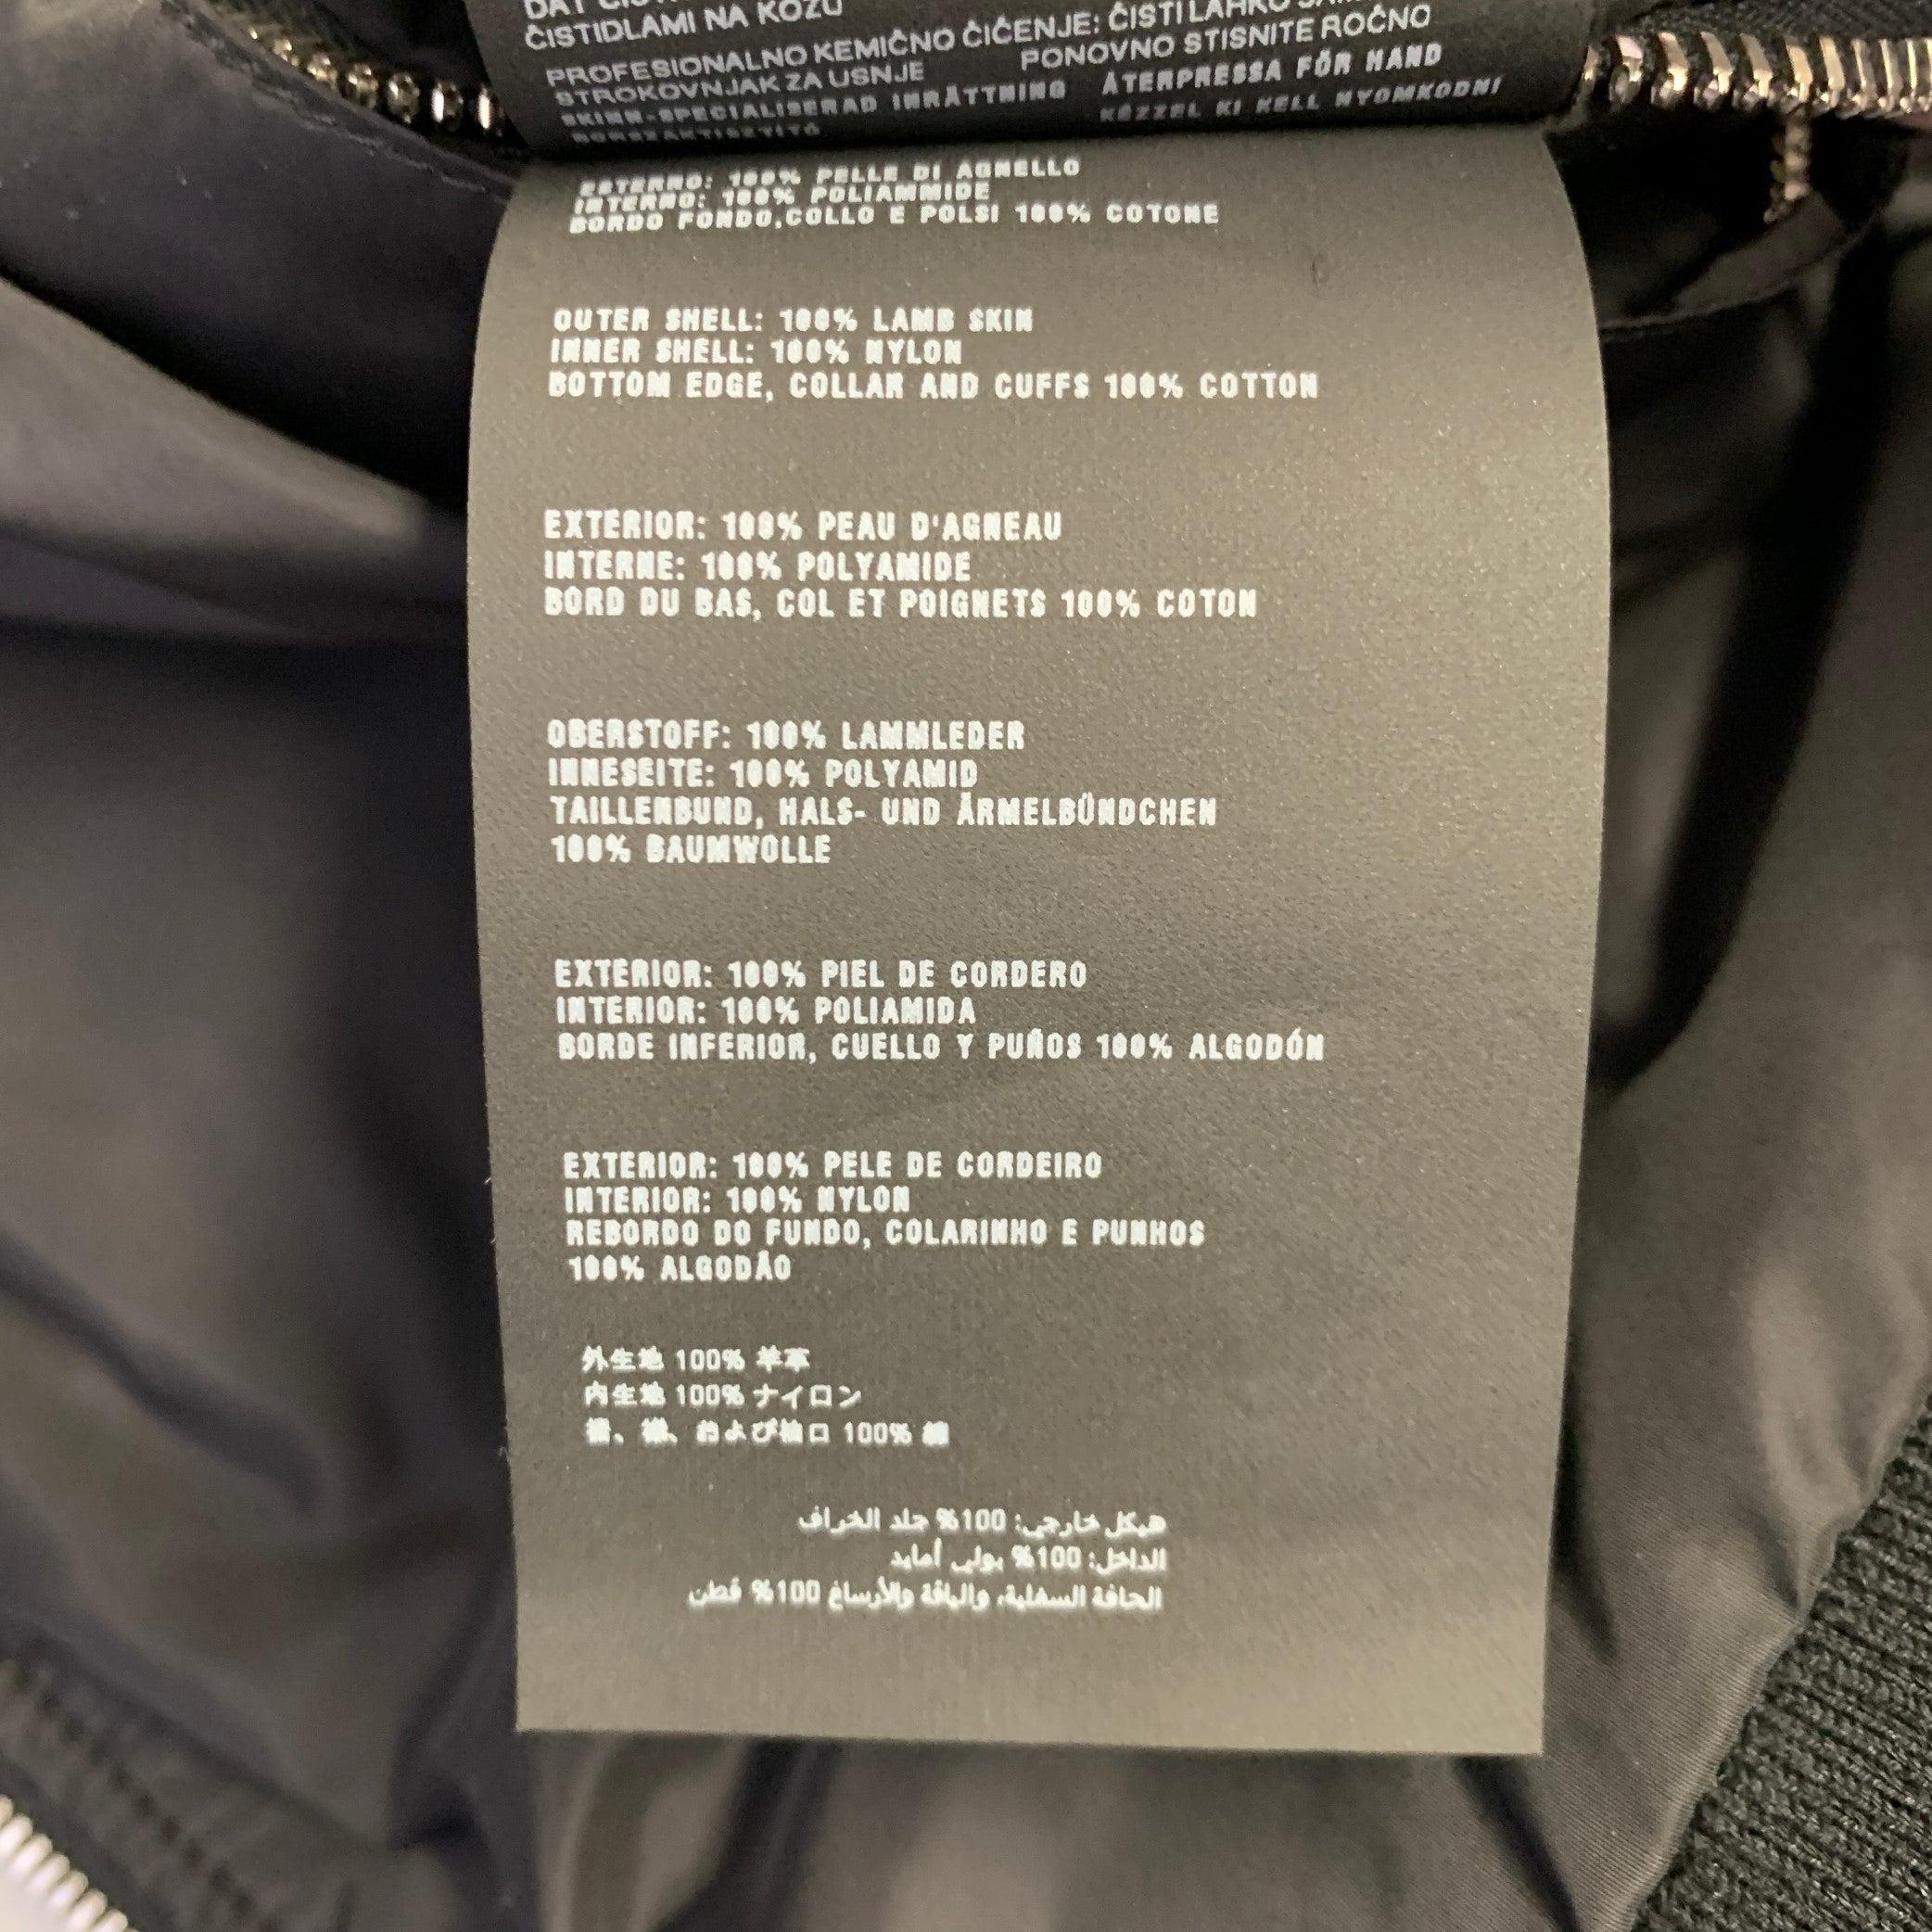 ČISTIDLAMI NA KOŽU
PROFESIONALNO KEMIČNO ČIČENJE: ČISTI LAHKO
STROKOVNJAK ZA USNJE PONOVNO STISNITE ROČNO
SKINN-SPECIALISERAD INRÄTTNING ÅTERPRESSA FÖR HAND
KÉZZEL KI KELL NYOMKODNI
ESTERNO: 100% PELLE DI AGNELLO
INTERNO: 100% POLIAMMIDE
BORDO FONDO,COLLO E POLSI 100% COTONE
OUTER SHELL: 100% LAMB SKIN
INNER SHELL: 100% NYLON
BOTTOM EDGE, COLLAR AND CUFFS 100% COTTON
EXTERIOR: 100% PEAU D'AGNEAU
INTERNE: 100% POLYAMIDE
BORD DU BAS, COL ET POIGNETS 100% COTON
OBERSTOFF: 100% LAMMLEDER
INNESEITE: 100% POLYAMID
TAILLENBUND, HALS- UND ÄRMELBÜNDCHEN
100% BAUMWOLLE
EXTERIOR: 100% PIEL DE CORDERO
INTERIOR: 100% POLIAMIDA
BORDE INFERIOR, CUELLO Y PUÑOS 100% ALGODÓN
EXTERIOR: 100% PELE DE CORDEIRO
INTERIOR: 100% NYLON
REBORDO DO FUNDO, COLARINHO E PUNHOS
100% ALGODÃO
外生地 100% 羊革
内生地 100% ナイロン
および袖口 100% 綿
هيكل خارجي: 100% جلد الخراف
الداخل: 100% بولي أمايد
الحافة السفلية، والياقة والأرساغ 100% قطن